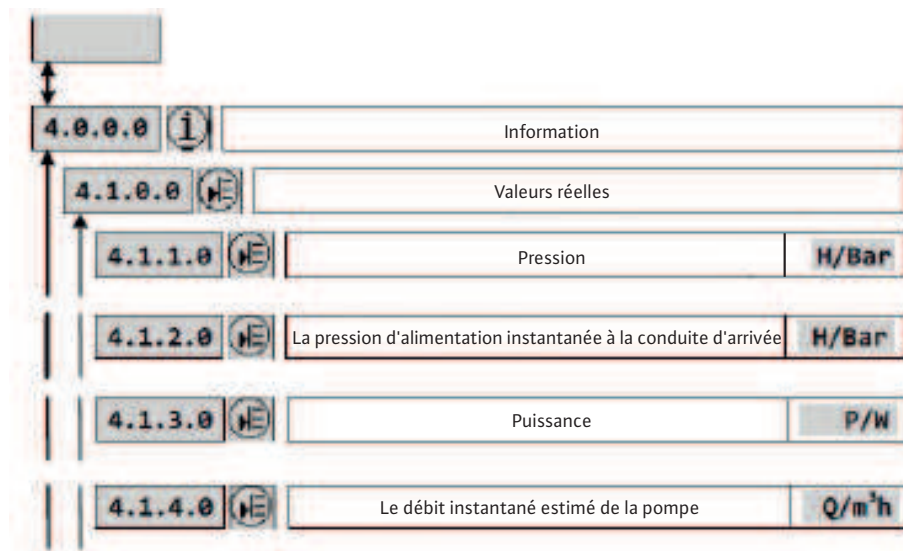 4.0.0.0 i Information
4.1.0.0 Valeurs réelles
4.1.1.0 Pression H/Bar
4.1.2.0 La pression d'alimentation instantanée à la conduite d'arrivée H/Bar
4.1.3.0 Puissance P/W
4.1.4.0 Le débit instantané estimé de la pompe Q/m³h